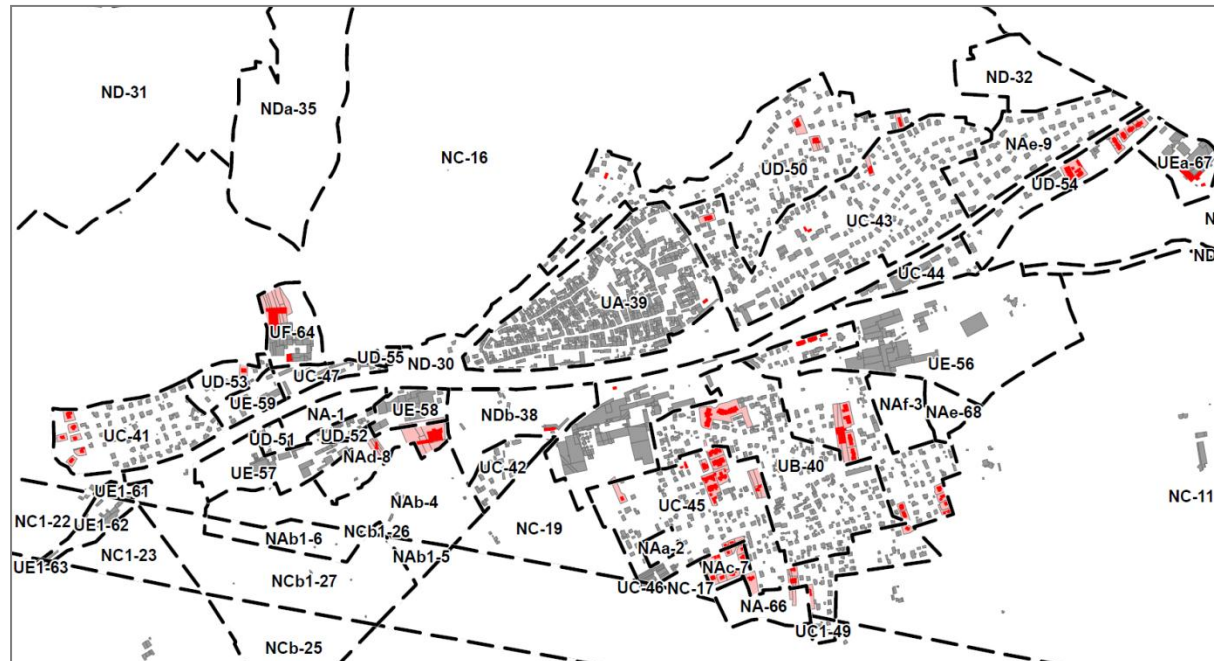 ND-32
ND-31
NDa-35
NAe-9
NC-16
UEa-67
UD-50
UD-54
UC-43
N
ND
UC-44
UA-39
UF-64
UD-55
ND-30
UE-56
UC-47
UD-53
UE-59
NAf-3
UE-58
NA-1
NDb-38
NAe-68
UC-41
UD-51
UD-52
NAd-8
UB-40
UC-42
UE-57
UE1-61
NAb-4
UC-45
NC-11
NC1-22
UE1-62
NCb1-26
NC-19
NAb1-6
NAa-2
NC1-23
NAb1-5
UE1-63
NAc-7
NCb1-27
UC-46
NC-17
NA-66
UC1-49
NCb-25